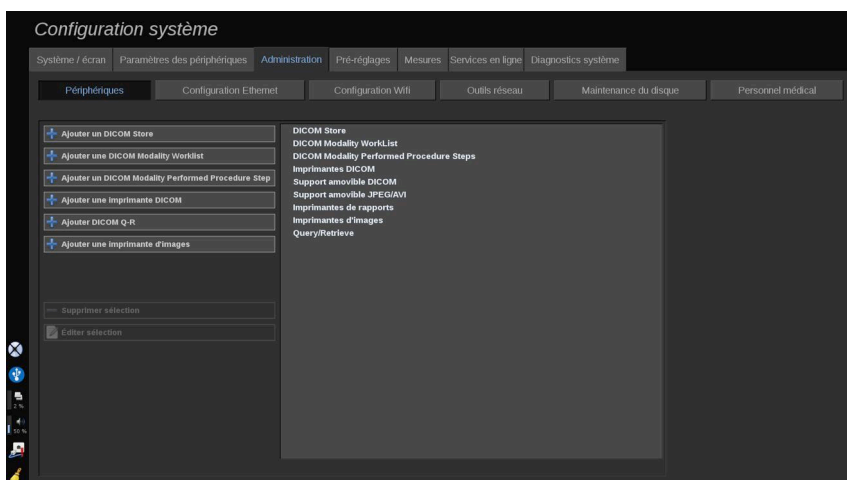 Configuration système
Système / écran Paramètres des périphériques Administration Pré-réglages Mesures Services en ligne Diagnostics système
Périphériques Configuration Ethernet Configuration Wifi Outils réseau Maintenance du disque Personnel médical
Ajouter un DICOM Store
Ajouter une DICOM Modality Worklist
Ajouter un DICOM Modality Performed Procedure Step
Ajouter une imprimante DICOM
Ajouter DICOM Q-R
Ajouter une imprimante d'images
Supprimer sélection
Éditer sélection
DICOM Store
DICOM Modality WorkList
DICOM Modality Performed Procedure Steps
Imprimantes DICOM
Support amovible DICOM
Support amovible JPEG/AVI
Imprimantes de rapports
Imprimantes d'images
Query/Retrieve
2 %
50 %